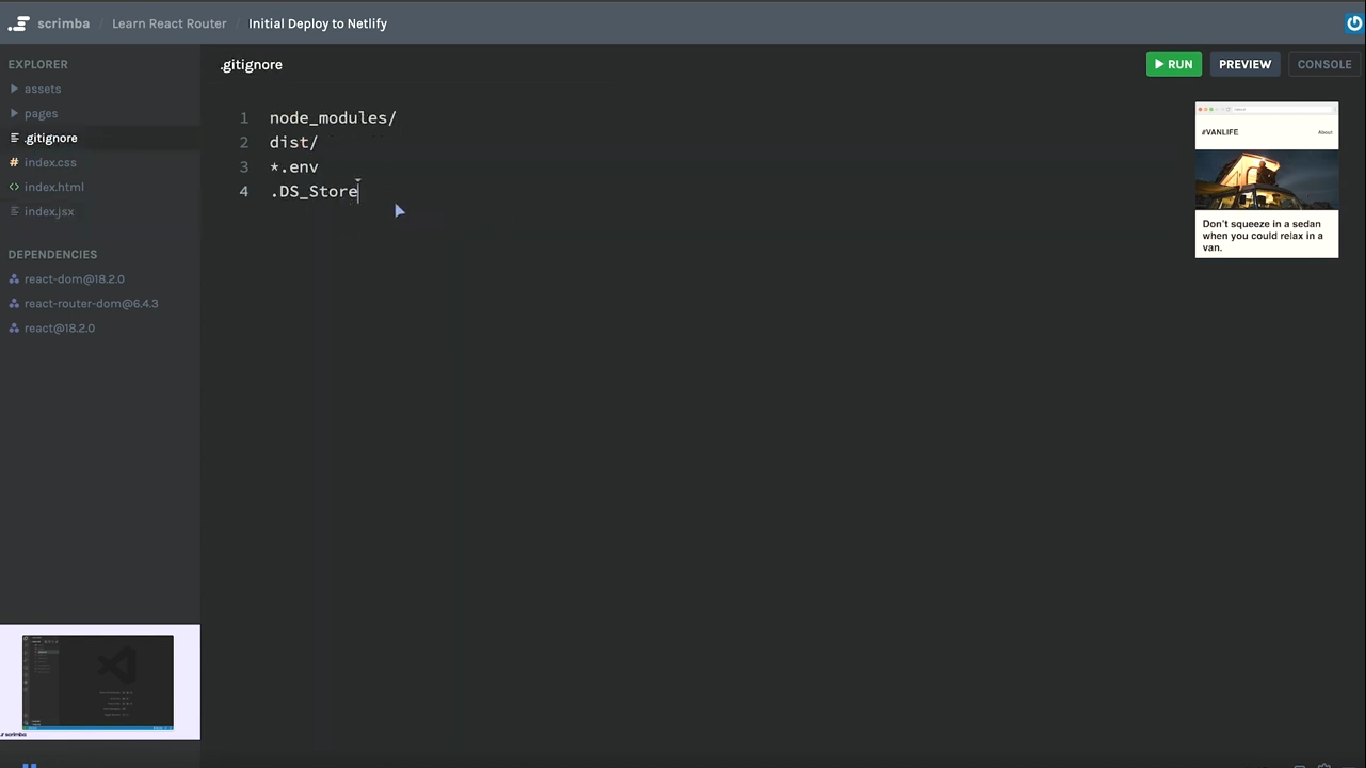 scrimba / Learn React Router / Initial Deploy to Netlify
EXPLORER
assets
pages
.gitignore
index.css
index.html
index.jsx
DEPENDENCIES
react-dom@18.2.0
react-router-dom@6.4.3
react@18.2.0
.gitignore
RUN
PREVIEW
CONSOLE
1 node_modules/
2 dist/
3 *.env
4 .DS_Store
#VANLIFE
About
Don't squeeze in a sedan
when you could relax in a
van.